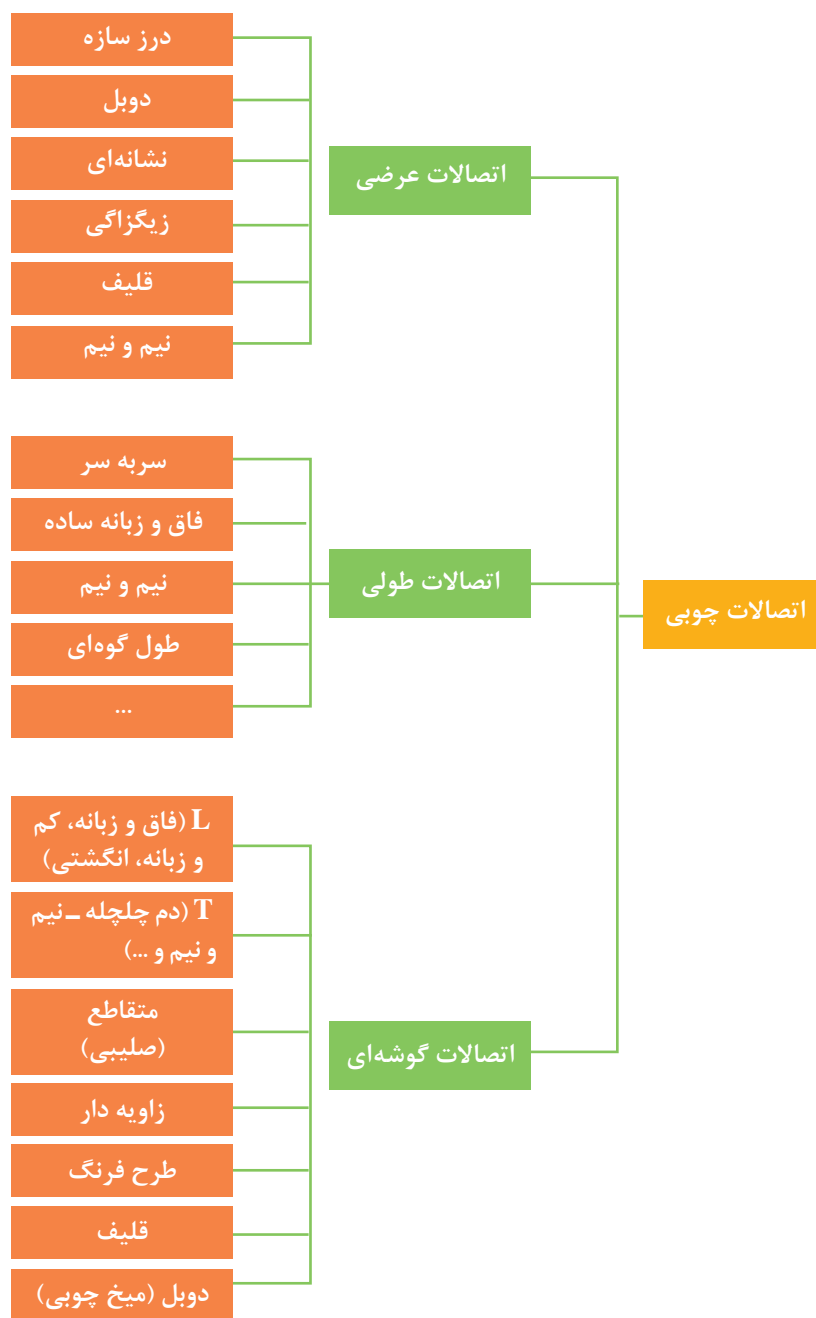 اتصالات چوبی
اتصالات عرضی
درز سازه
دوبل
نشانه‌ای
زیگزاگی
قلیف
نیم و نیم
اتصالات طولی
سربه سر
فاق و زبانه ساده
نیم و نیم
طول گوه‌ای
...
اتصالات گوشه‌ای
L (فاق و زبانه، کم
و زبانه، انگشتی)
T (دم چلچله ــ نیم
و نیم و ...)
متقاطع
(صلیبی)
زاویه دار
طرح فرنگ
قلیف
دوبل (میخ چوبی)